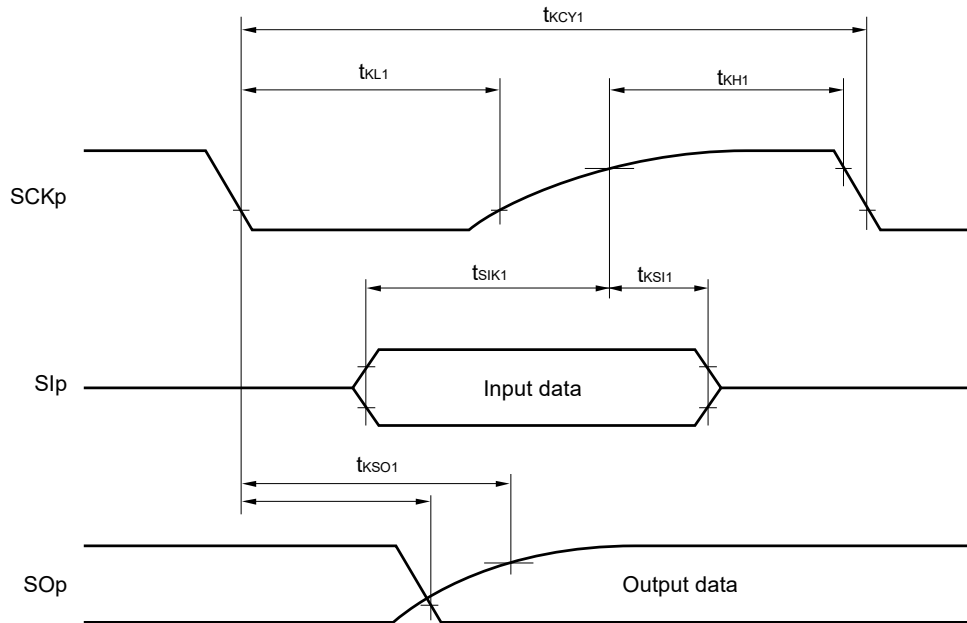 tKCY1
tKL1
tKH1
SCKp
tSIK1
tKSI1
SIp
Input data
tKSO1
SOp
Output data